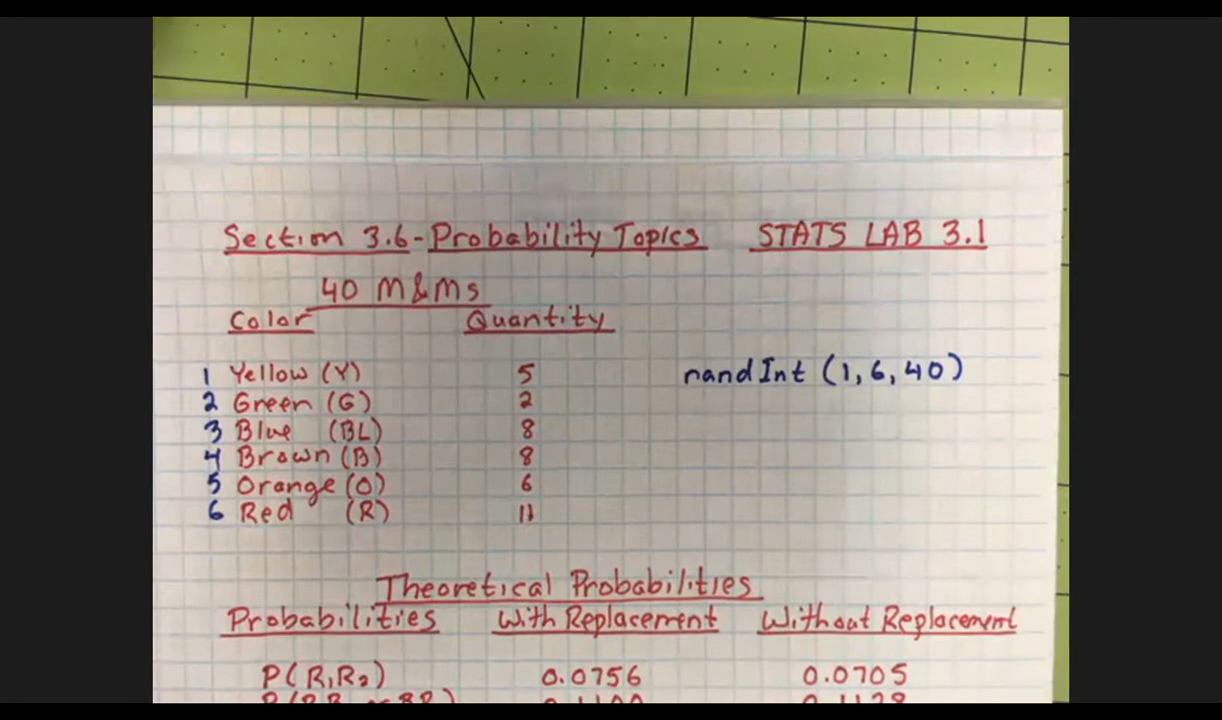 Section 3.6-Probability Topics STATS LAB 3.1
40 M&Ms
Color Quantity
1 Yellow (Y) 5 randInt (1, 6, 40)
2 Green (G) 2
3 Blue (BL) 8
4 Brown (B) 8
5 Orange (O) 6
6 Red (R) 11
Theoretical Probabilities
Probabilities With Replacement Without Replacement
P(R₁R₂) 0.0756 0.0705